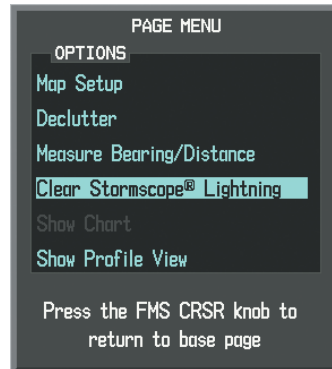 PAGE MENU
OPTIONS
Map Setup
Declutter
Measure Bearing/Distance
Clear Stormscope® Lightning
Show Chart
Show Profile View
Press the FMS CRSR knob to
return to base page